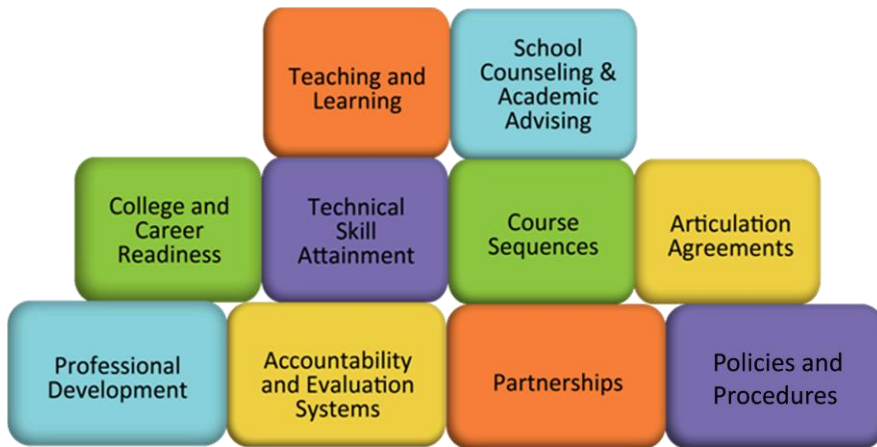 Teaching and
Learning
School
Counseling &
Academic
Advising
College and
Career
Readiness
Technical
Skill
Attainment
Course
Sequences
Articulation
Agreements
Professional
Development
Accountability
and Evaluation
Systems
Partnerships
Policies and
Procedures